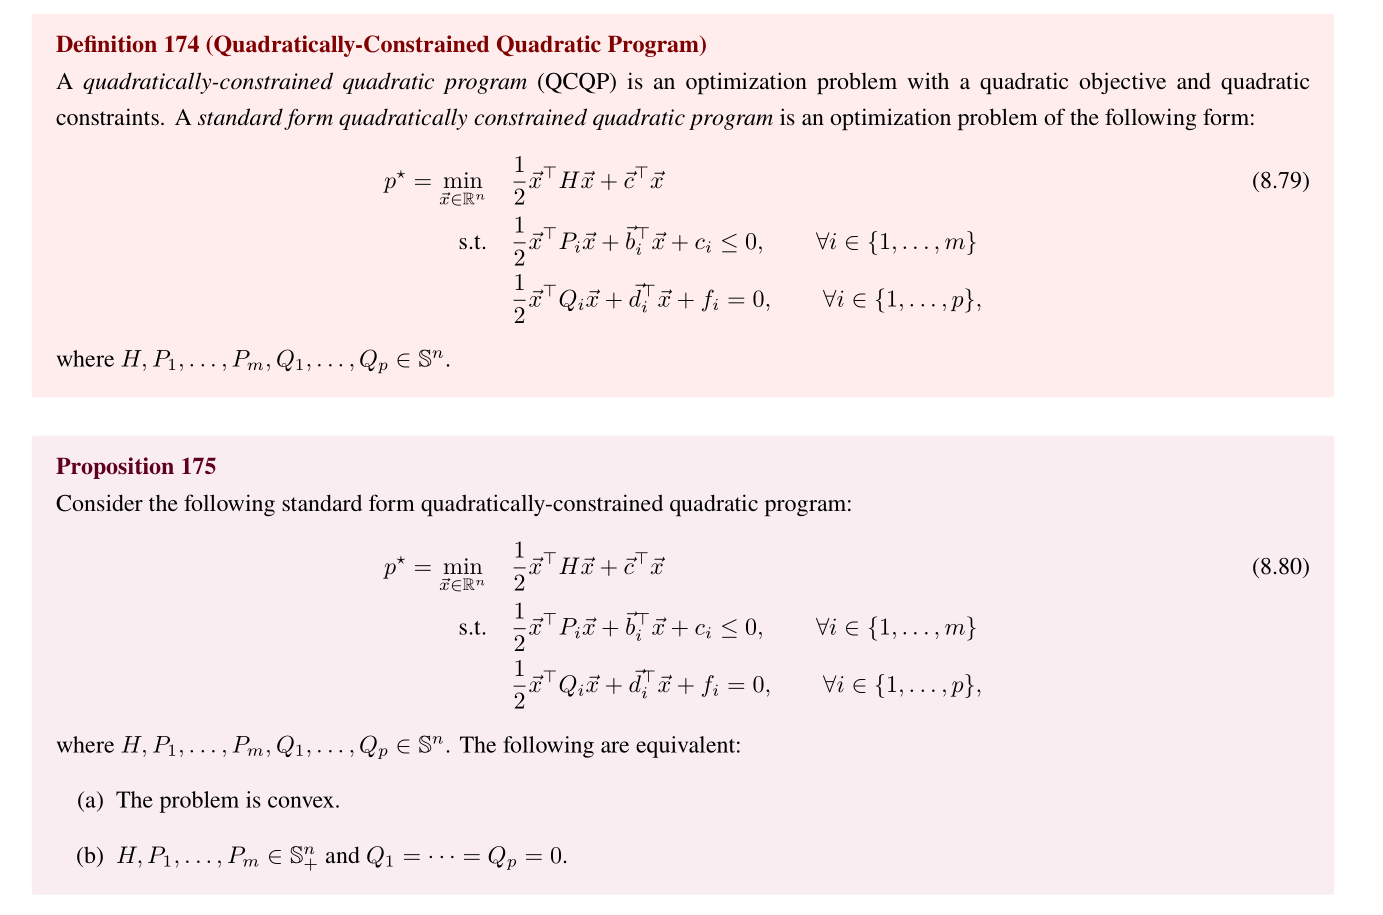 Definition 174 (Quadratically-Constrained Quadratic Program)
A quadratically-constrained quadratic program (QCQP) is an optimization problem with a quadratic objective and quadratic
constraints. A standard form quadratically constrained quadratic program is an optimization problem of the following form:
$p^\star = \min_{\vec{x} \in \mathbb{R}^n} \quad \frac{1}{2}\vec{x}^\top H \vec{x} + \vec{c}^\top \vec{x}$ (8.79)
s.t. $\frac{1}{2}\vec{x}^\top P_i \vec{x} + \vec{b}_i^\top \vec{x} + c_i \leq 0, \quad \forall i \in \{1, \ldots, m\}$
$\frac{1}{2}\vec{x}^\top Q_i \vec{x} + \vec{d}_i^\top \vec{x} + f_i = 0, \quad \forall i \in \{1, \ldots, p\},$
where $H, P_1, \ldots, P_m, Q_1, \ldots, Q_p \in \mathbb{S}^n$.
Proposition 175
Consider the following standard form quadratically-constrained quadratic program:
$p^\star = \min_{\vec{x} \in \mathbb{R}^n} \quad \frac{1}{2}\vec{x}^\top H \vec{x} + \vec{c}^\top \vec{x}$ (8.80)
s.t. $\frac{1}{2}\vec{x}^\top P_i \vec{x} + \vec{b}_i^\top \vec{x} + c_i \leq 0, \quad \forall i \in \{1, \ldots, m\}$
$\frac{1}{2}\vec{x}^\top Q_i \vec{x} + \vec{d}_i^\top \vec{x} + f_i = 0, \quad \forall i \in \{1, \ldots, p\},$
where $H, P_1, \ldots, P_m, Q_1, \ldots, Q_p \in \mathbb{S}^n$. The following are equivalent:
(a) The problem is convex.
(b) $H, P_1, \ldots, P_m \in \mathbb{S}_+^n$ and $Q_1 = \cdots = Q_p = 0$.